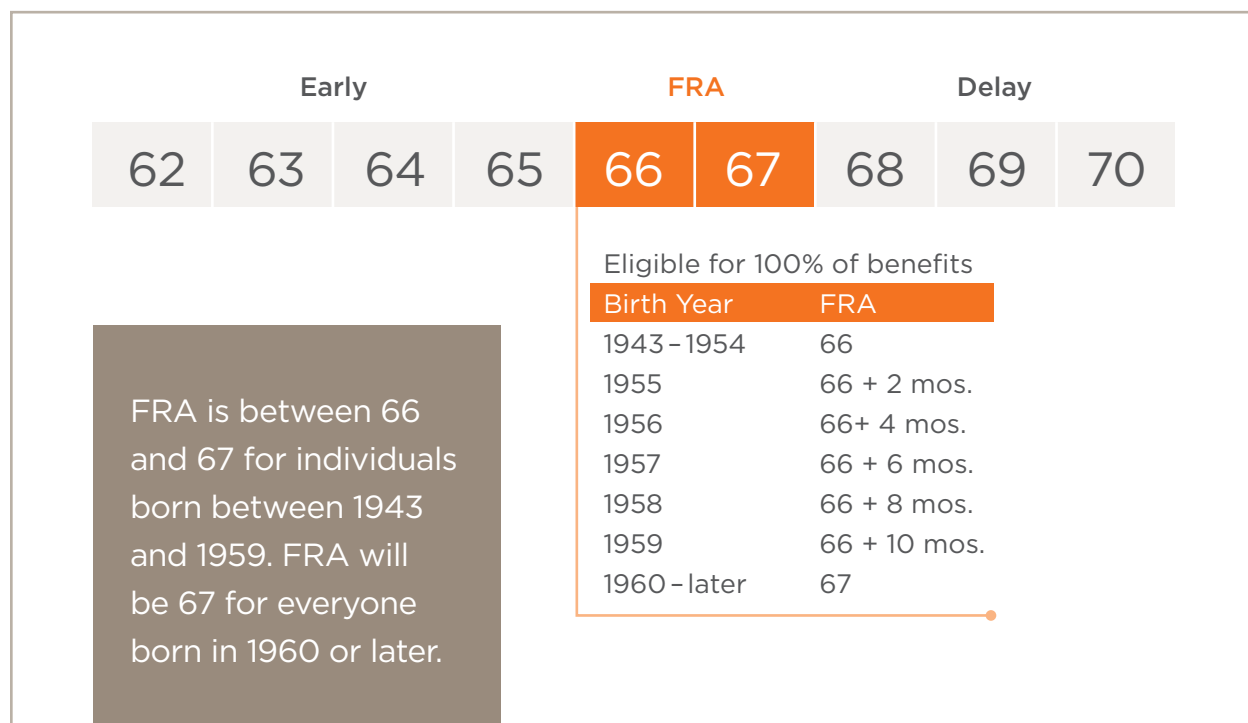 Early FRA Delay
62 63 64 65 66 67 68 69 70
Eligible for 100% of benefits
Birth Year FRA
1943–1954 66
1955 66 + 2 mos.
1956 66+ 4 mos.
1957 66 + 6 mos.
1958 66 + 8 mos.
1959 66 + 10 mos.
1960–later 67
FRA is between 66
and 67 for individuals
born between 1943
and 1959. FRA will
be 67 for everyone
born in 1960 or later.